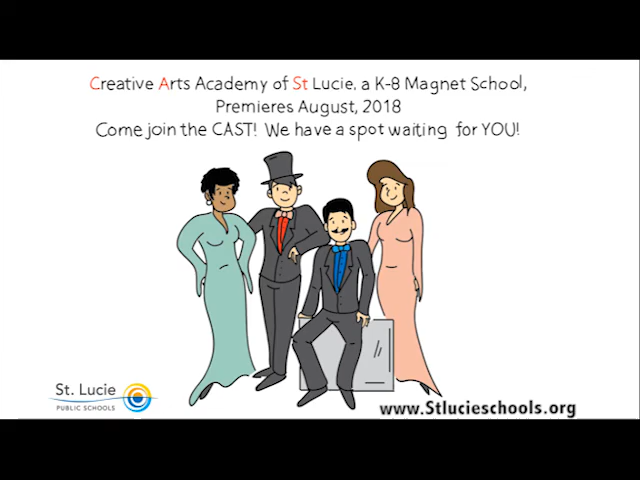 Creative Arts Academy of St Lucie, a K-8 Magnet School,
Premieres August, 2018
Come join the CAST! We have a spot waiting for YOU!
St. Lucie
PUBLIC SCHOOLS
www.Stlucieschools.org